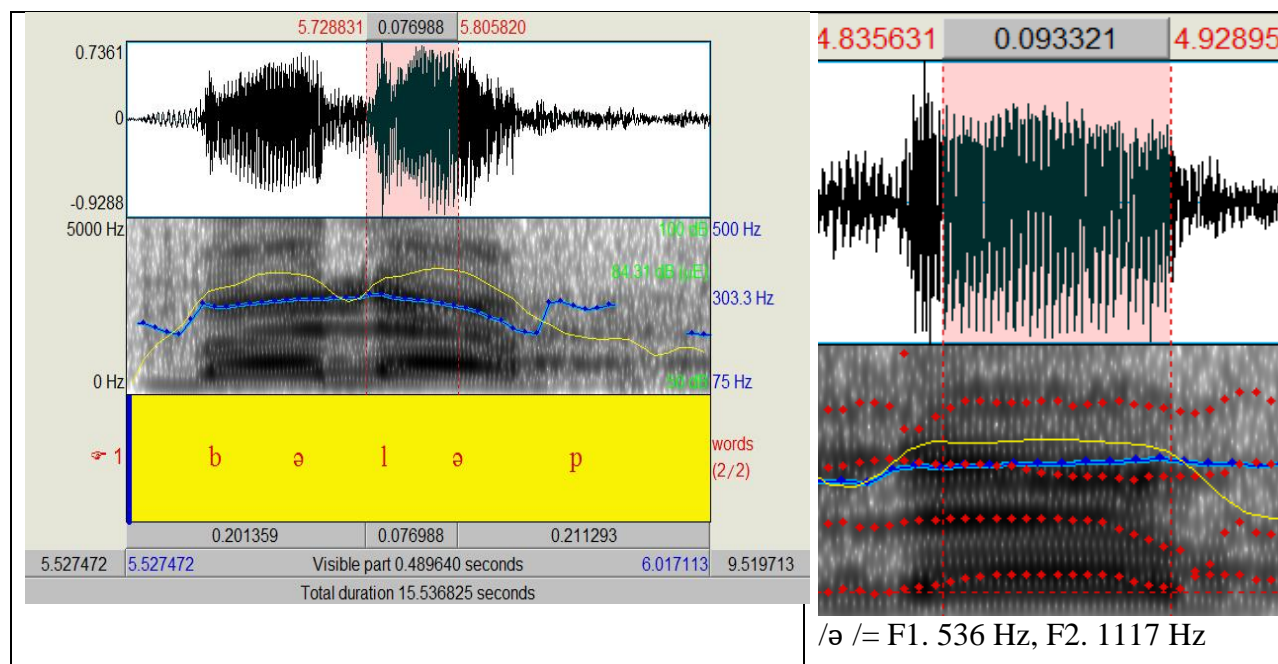 5.728831 0.076988 5.805820
0.7361
0
-0.9288
5000 Hz 100 dB 500 Hz
84.31 dB (µE)
303.3 Hz
0 Hz dB 75 Hz
☞ 1 b ə l ə p words
(2/2)
0.201359 0.076988 0.211293
5.527472 5.527472 Visible part 0.489640 seconds 6.017113 9.519713
Total duration 15.536825 seconds
4.835631 0.093321 4.92895
/ə /= F1. 536 Hz, F2. 1117 Hz